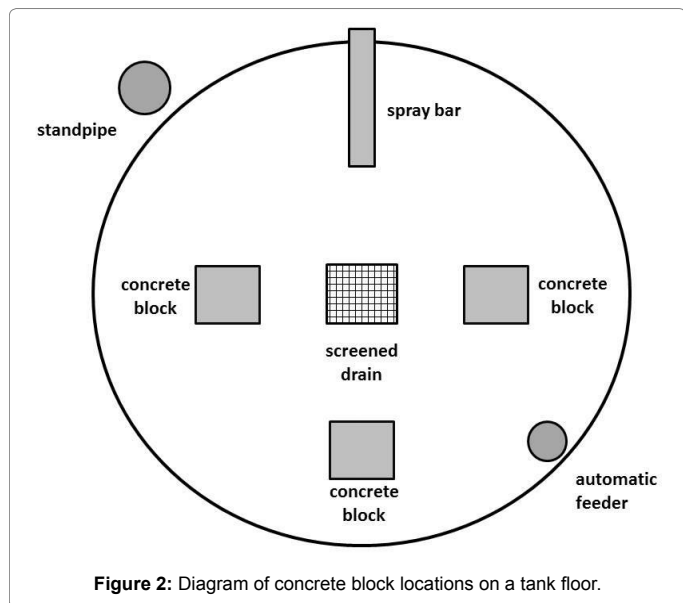 standpipe
spray bar
concrete
block
concrete
block
screened
drain
concrete
block
automatic
feeder
Figure 2: Diagram of concrete block locations on a tank floor.